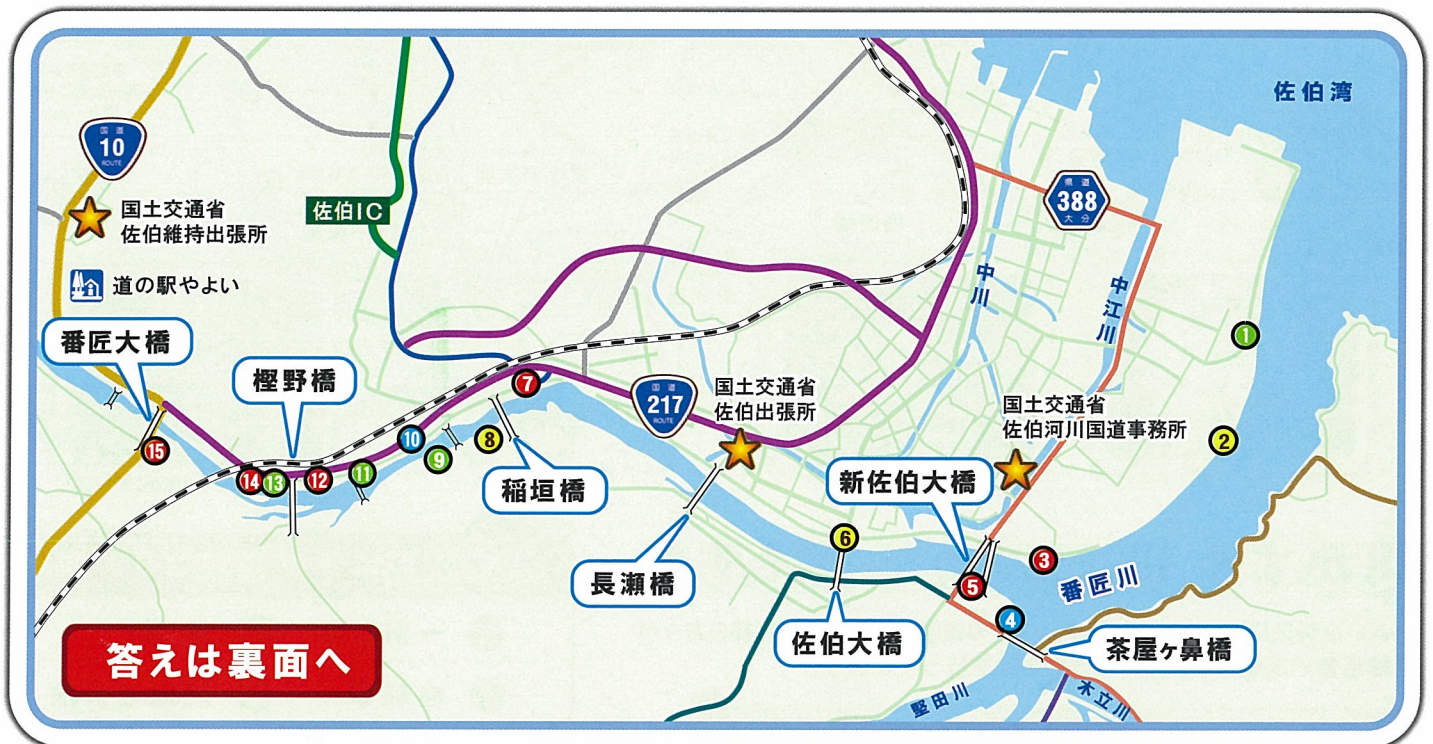 佐伯湾
国道
10
ROUTE
国土交通省
佐伯維持出張所
佐伯IC
県道
388
大分
道の駅やよい
中川
中江川
番匠大橋
樫野橋
1
国道
217
ROUTE
国土交通省
佐伯出張所
国土交通省
佐伯河川国道事務所
7
10
8
9
2
15
14
13
12
11
稲垣橋
新佐伯大橋
6
長瀬橋
3
5
番匠川
4
佐伯大橋
茶屋ヶ鼻橋
答えは裏面へ
堅田川
木立川